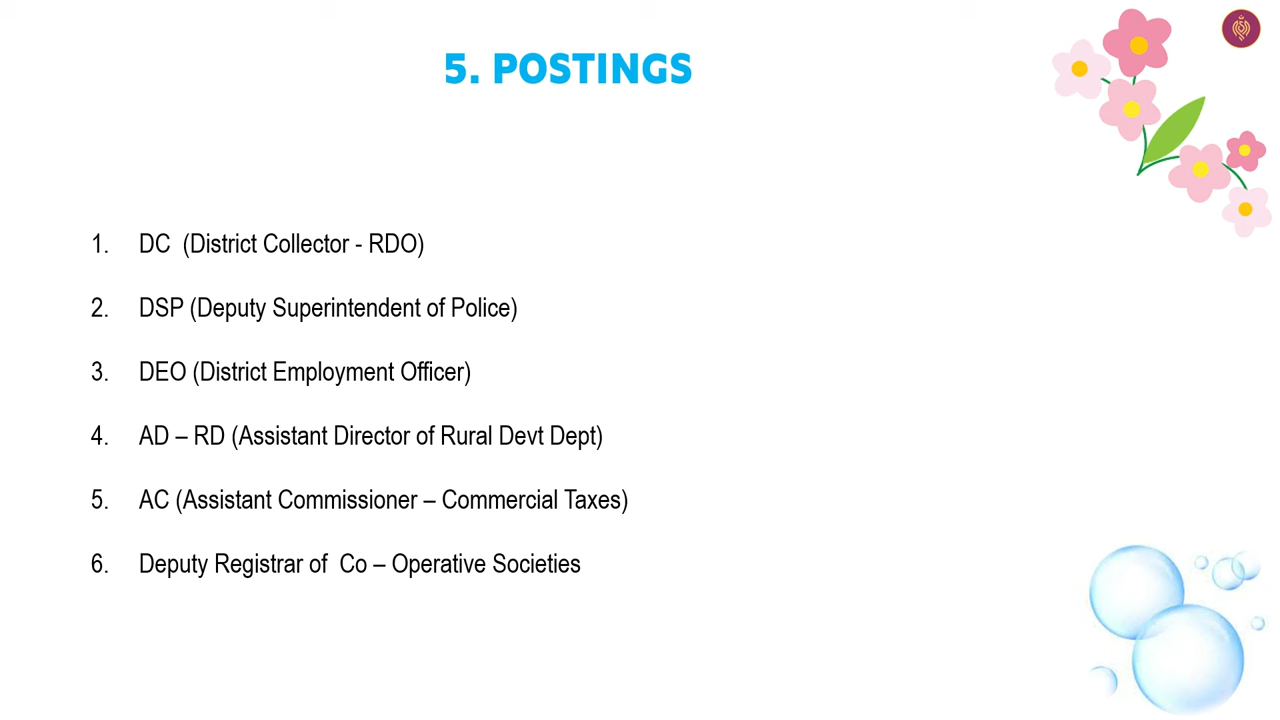 5. POSTINGS
1. DC (District Collector - RDO)
2. DSP (Deputy Superintendent of Police)
3. DEO (District Employment Officer)
4. AD – RD (Assistant Director of Rural Devt Dept)
5. AC (Assistant Commissioner – Commercial Taxes)
6. Deputy Registrar of Co – Operative Societies